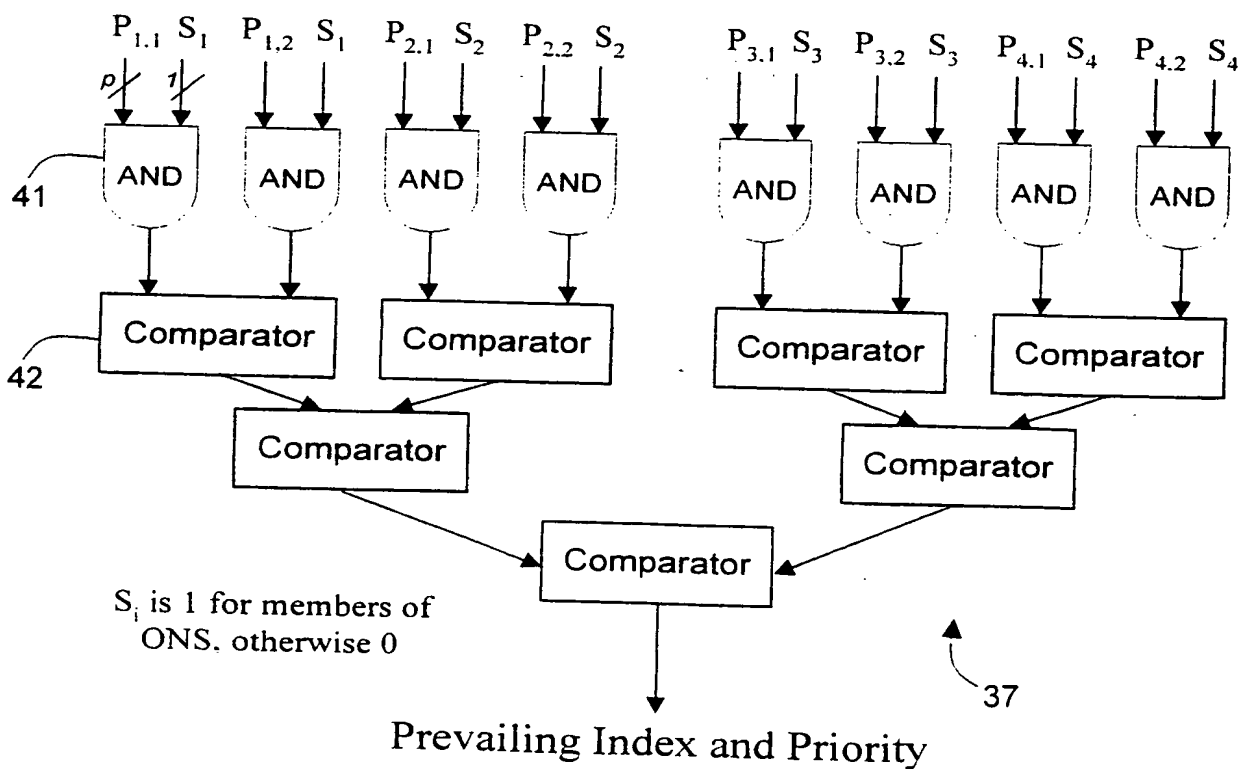 P1.1 S1 P1,2 S1 P2.1 S2 P2.2 S2 P3.1 S3 P3,2 S3 P4.1 S4 P4.2 S4
p 1
AND AND AND AND AND AND AND AND
41
Comparator Comparator Comparator Comparator
42
Comparator Comparator
Comparator
Si is 1 for members of
ONS. otherwise 0
37
Prevailing Index and Priority